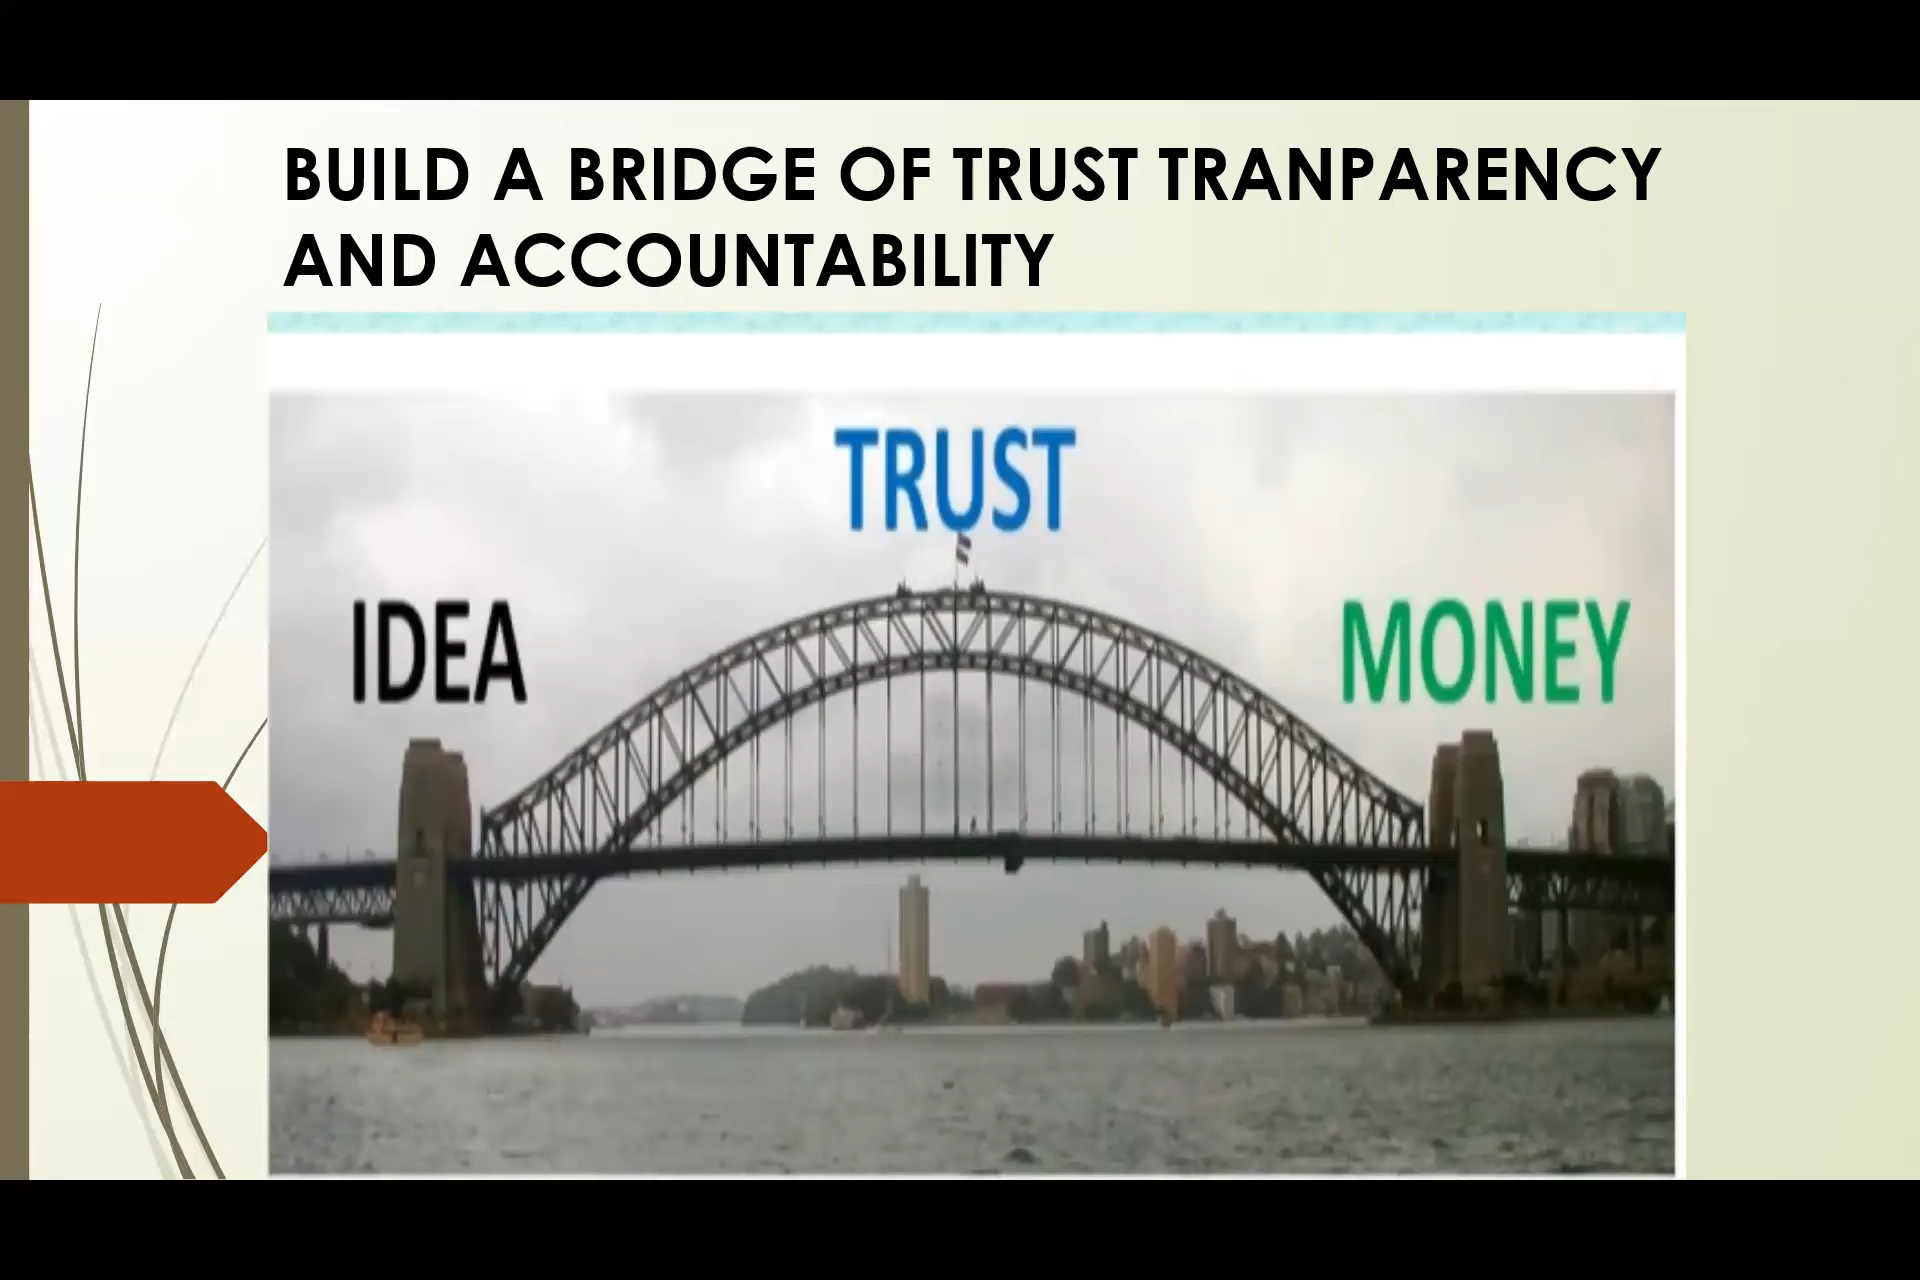 BUILD A BRIDGE OF TRUST TRANPARENCY
AND ACCOUNTABILITY
TRUST
IDEA
MONEY